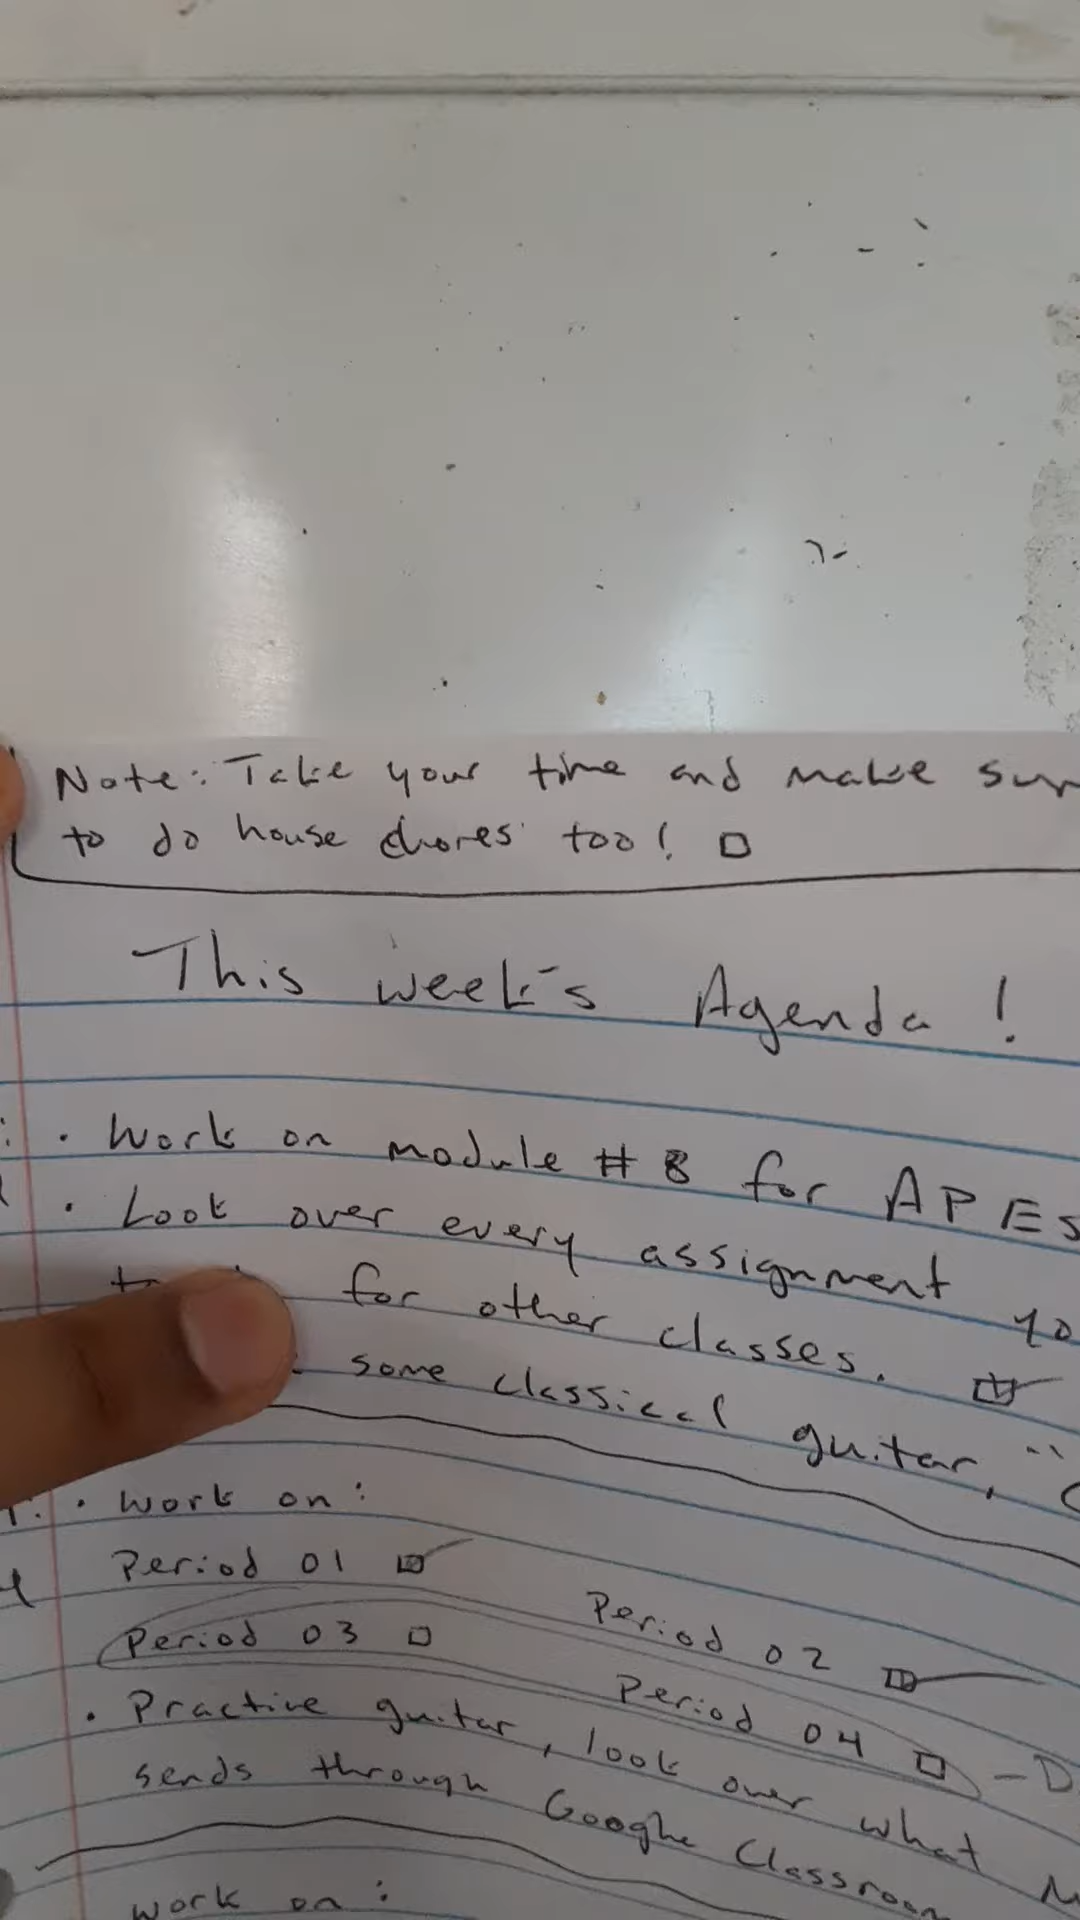 Note: Take your time and make
to do house chores too!
This week's Agenda!
• Work on module #8 for APES
• Look over every assignment
for other classes.
some classical guitar,
• Work on:
Period 01
Period 02
Period 03
Period 04
• Practice guitar, look over what
sends through Google Classroom
work on: